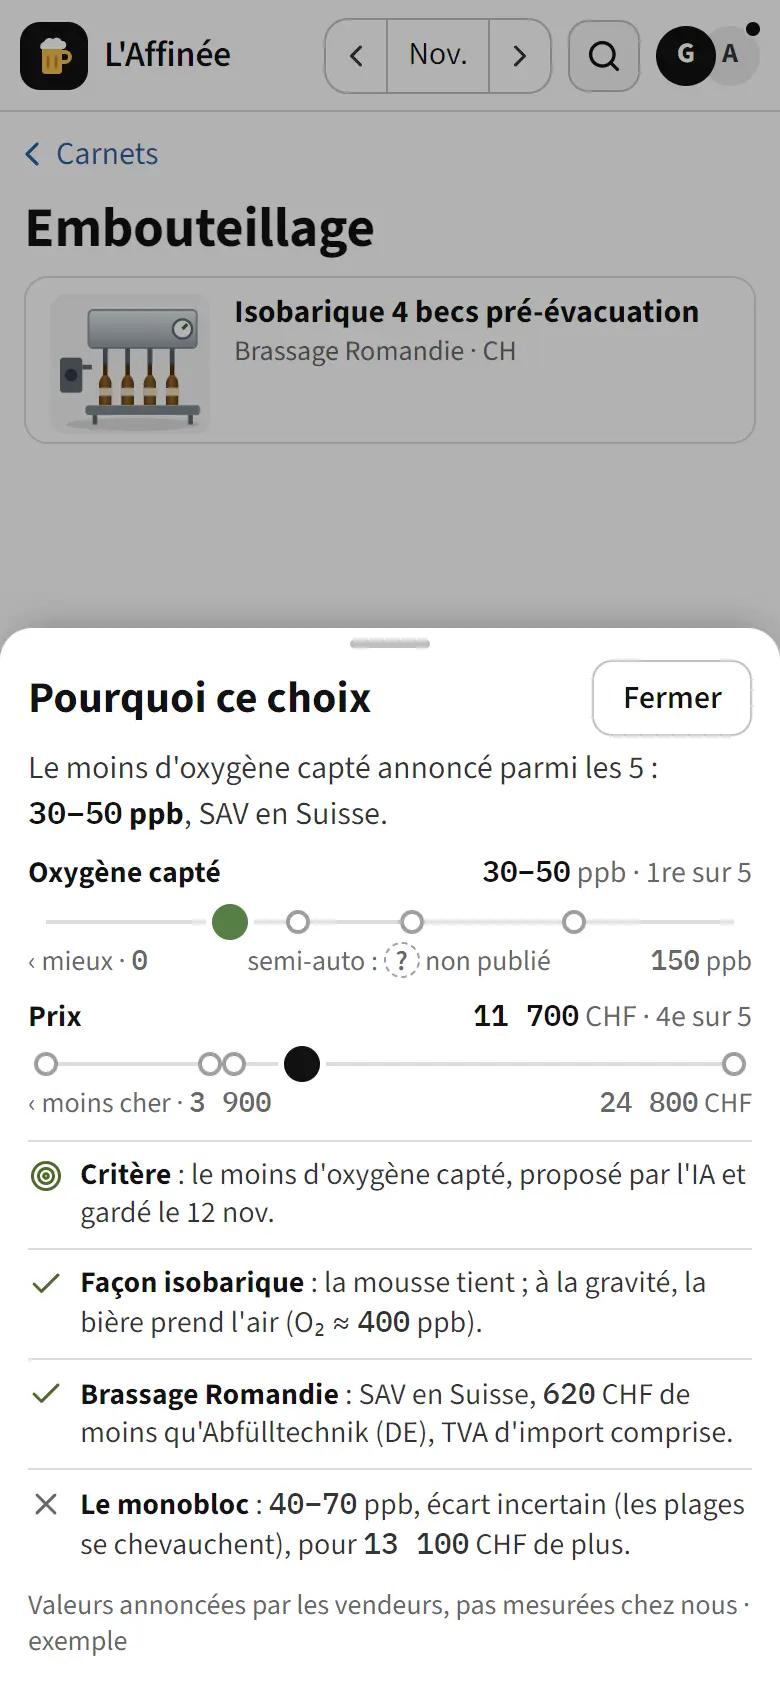 L'Affinée
Nov.
G
A
Carnets
Embouteillage
Isobarique 4 becs pré-évacuation
Brassage Romandie · CH
Pourquoi ce choix
Fermer
Le moins d'oxygène capté annoncé parmi les 5 :
30–50 ppb, SAV en Suisse.
Oxygène capté
30–50 ppb · 1re sur 5
‹ mieux · 0
semi-auto : ? non publié
150 ppb
Prix
11 700 CHF · 4e sur 5
‹ moins cher · 3 900
24 800 CHF
Critère : le moins d'oxygène capté, proposé par l'IA et
gardé le 12 nov.
Façon isobarique : la mousse tient ; à la gravité, la
bière prend l'air (O₂ ≈ 400 ppb).
Brassage Romandie : SAV en Suisse, 620 CHF de
moins qu'Abfülltechnik (DE), TVA d'import comprise.
Le monobloc : 40–70 ppb, écart incertain (les plages
se chevauchent), pour 13 100 CHF de plus.
Valeurs annoncées par les vendeurs, pas mesurées chez nous ·
exemple